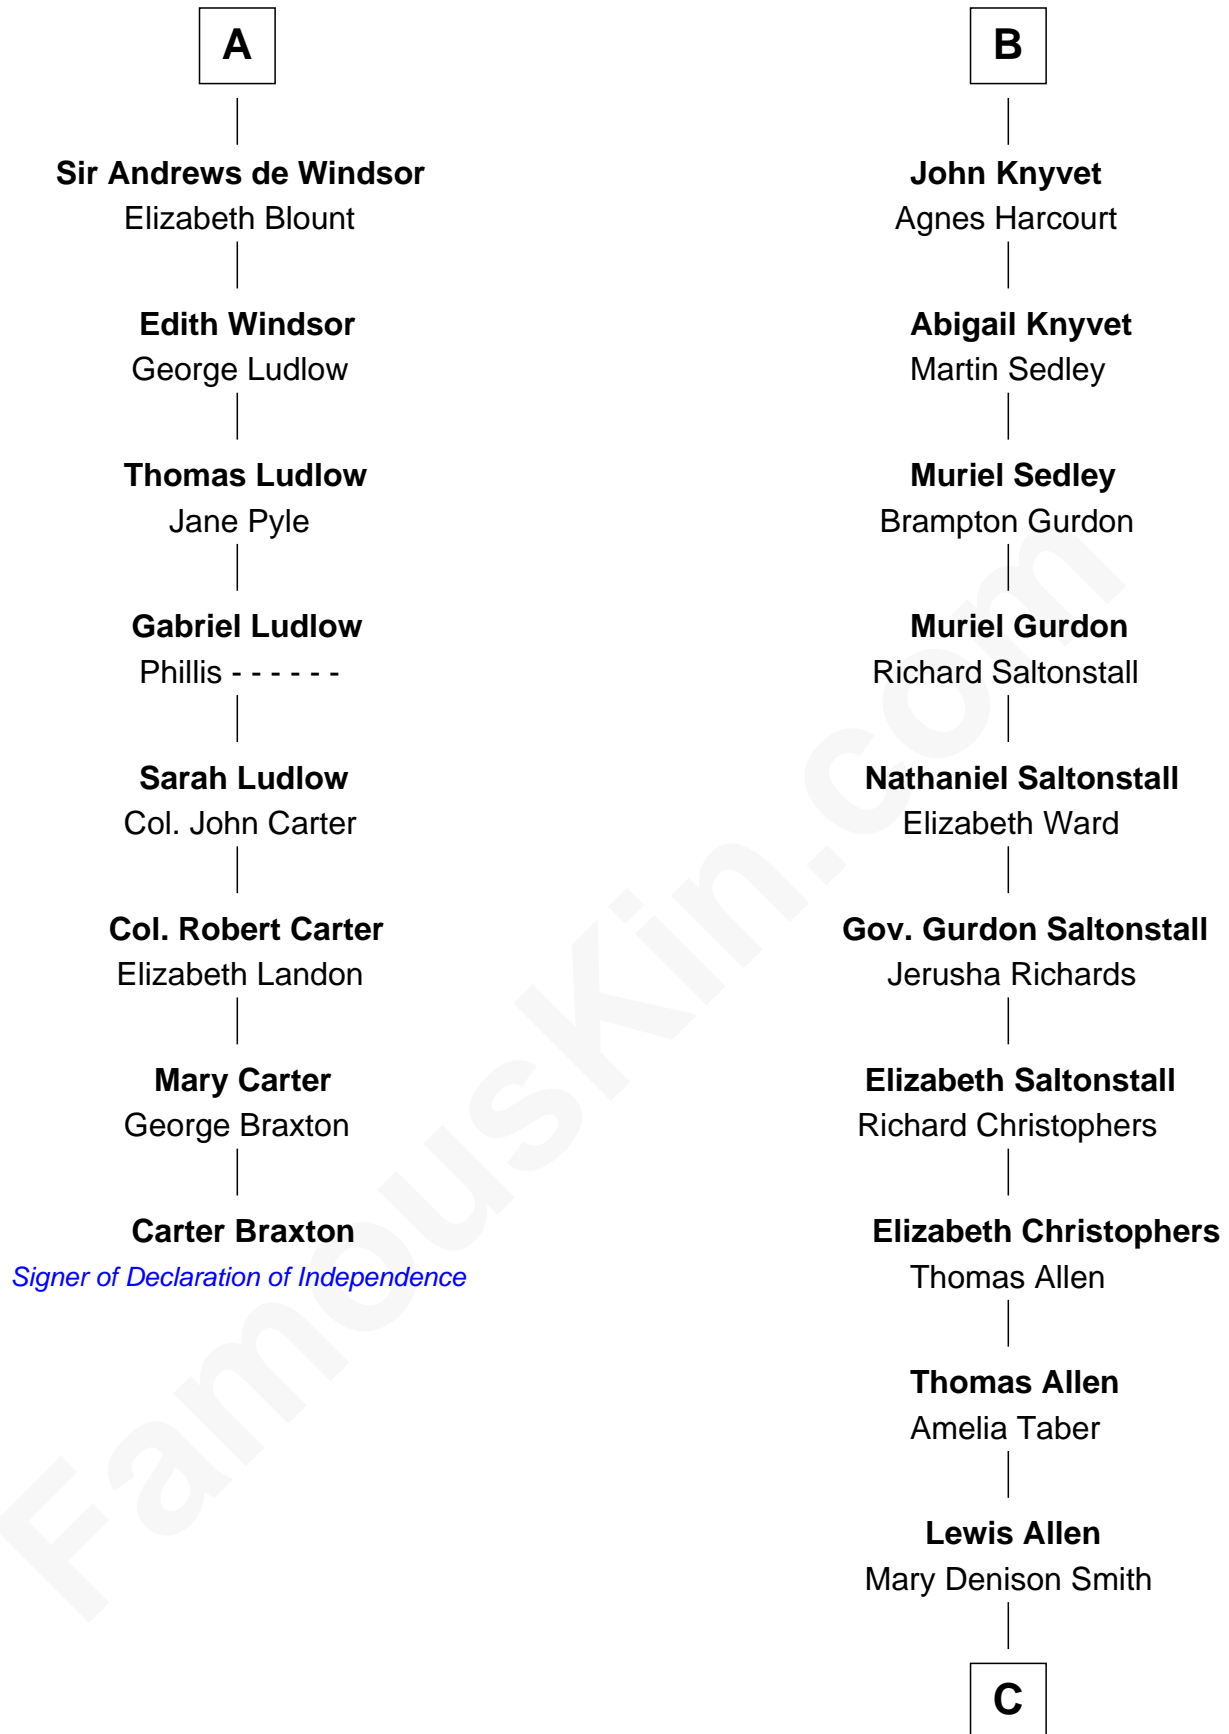 A
Sir Andrews de Windsor
Elizabeth Blount
Edith Windsor
George Ludlow
Thomas Ludlow
Jane Pyle
Gabriel Ludlow
Phillis - - - - - -
Sarah Ludlow
Col. John Carter
Col. Robert Carter
Elizabeth Landon
Mary Carter
George Braxton
Carter Braxton
Signer of Declaration of Independence
B
John Knyvet
Agnes Harcourt
Abigail Knyvet
Martin Sedley
Muriel Sedley
Brampton Gurdon
Muriel Gurdon
Richard Saltonstall
Nathaniel Saltonstall
Elizabeth Ward
Gov. Gurdon Saltonstall
Jerusha Richards
Elizabeth Saltonstall
Richard Christophers
Elizabeth Christophers
Thomas Allen
Thomas Allen
Amelia Taber
Lewis Allen
Mary Denison Smith
C
FamousKin.com